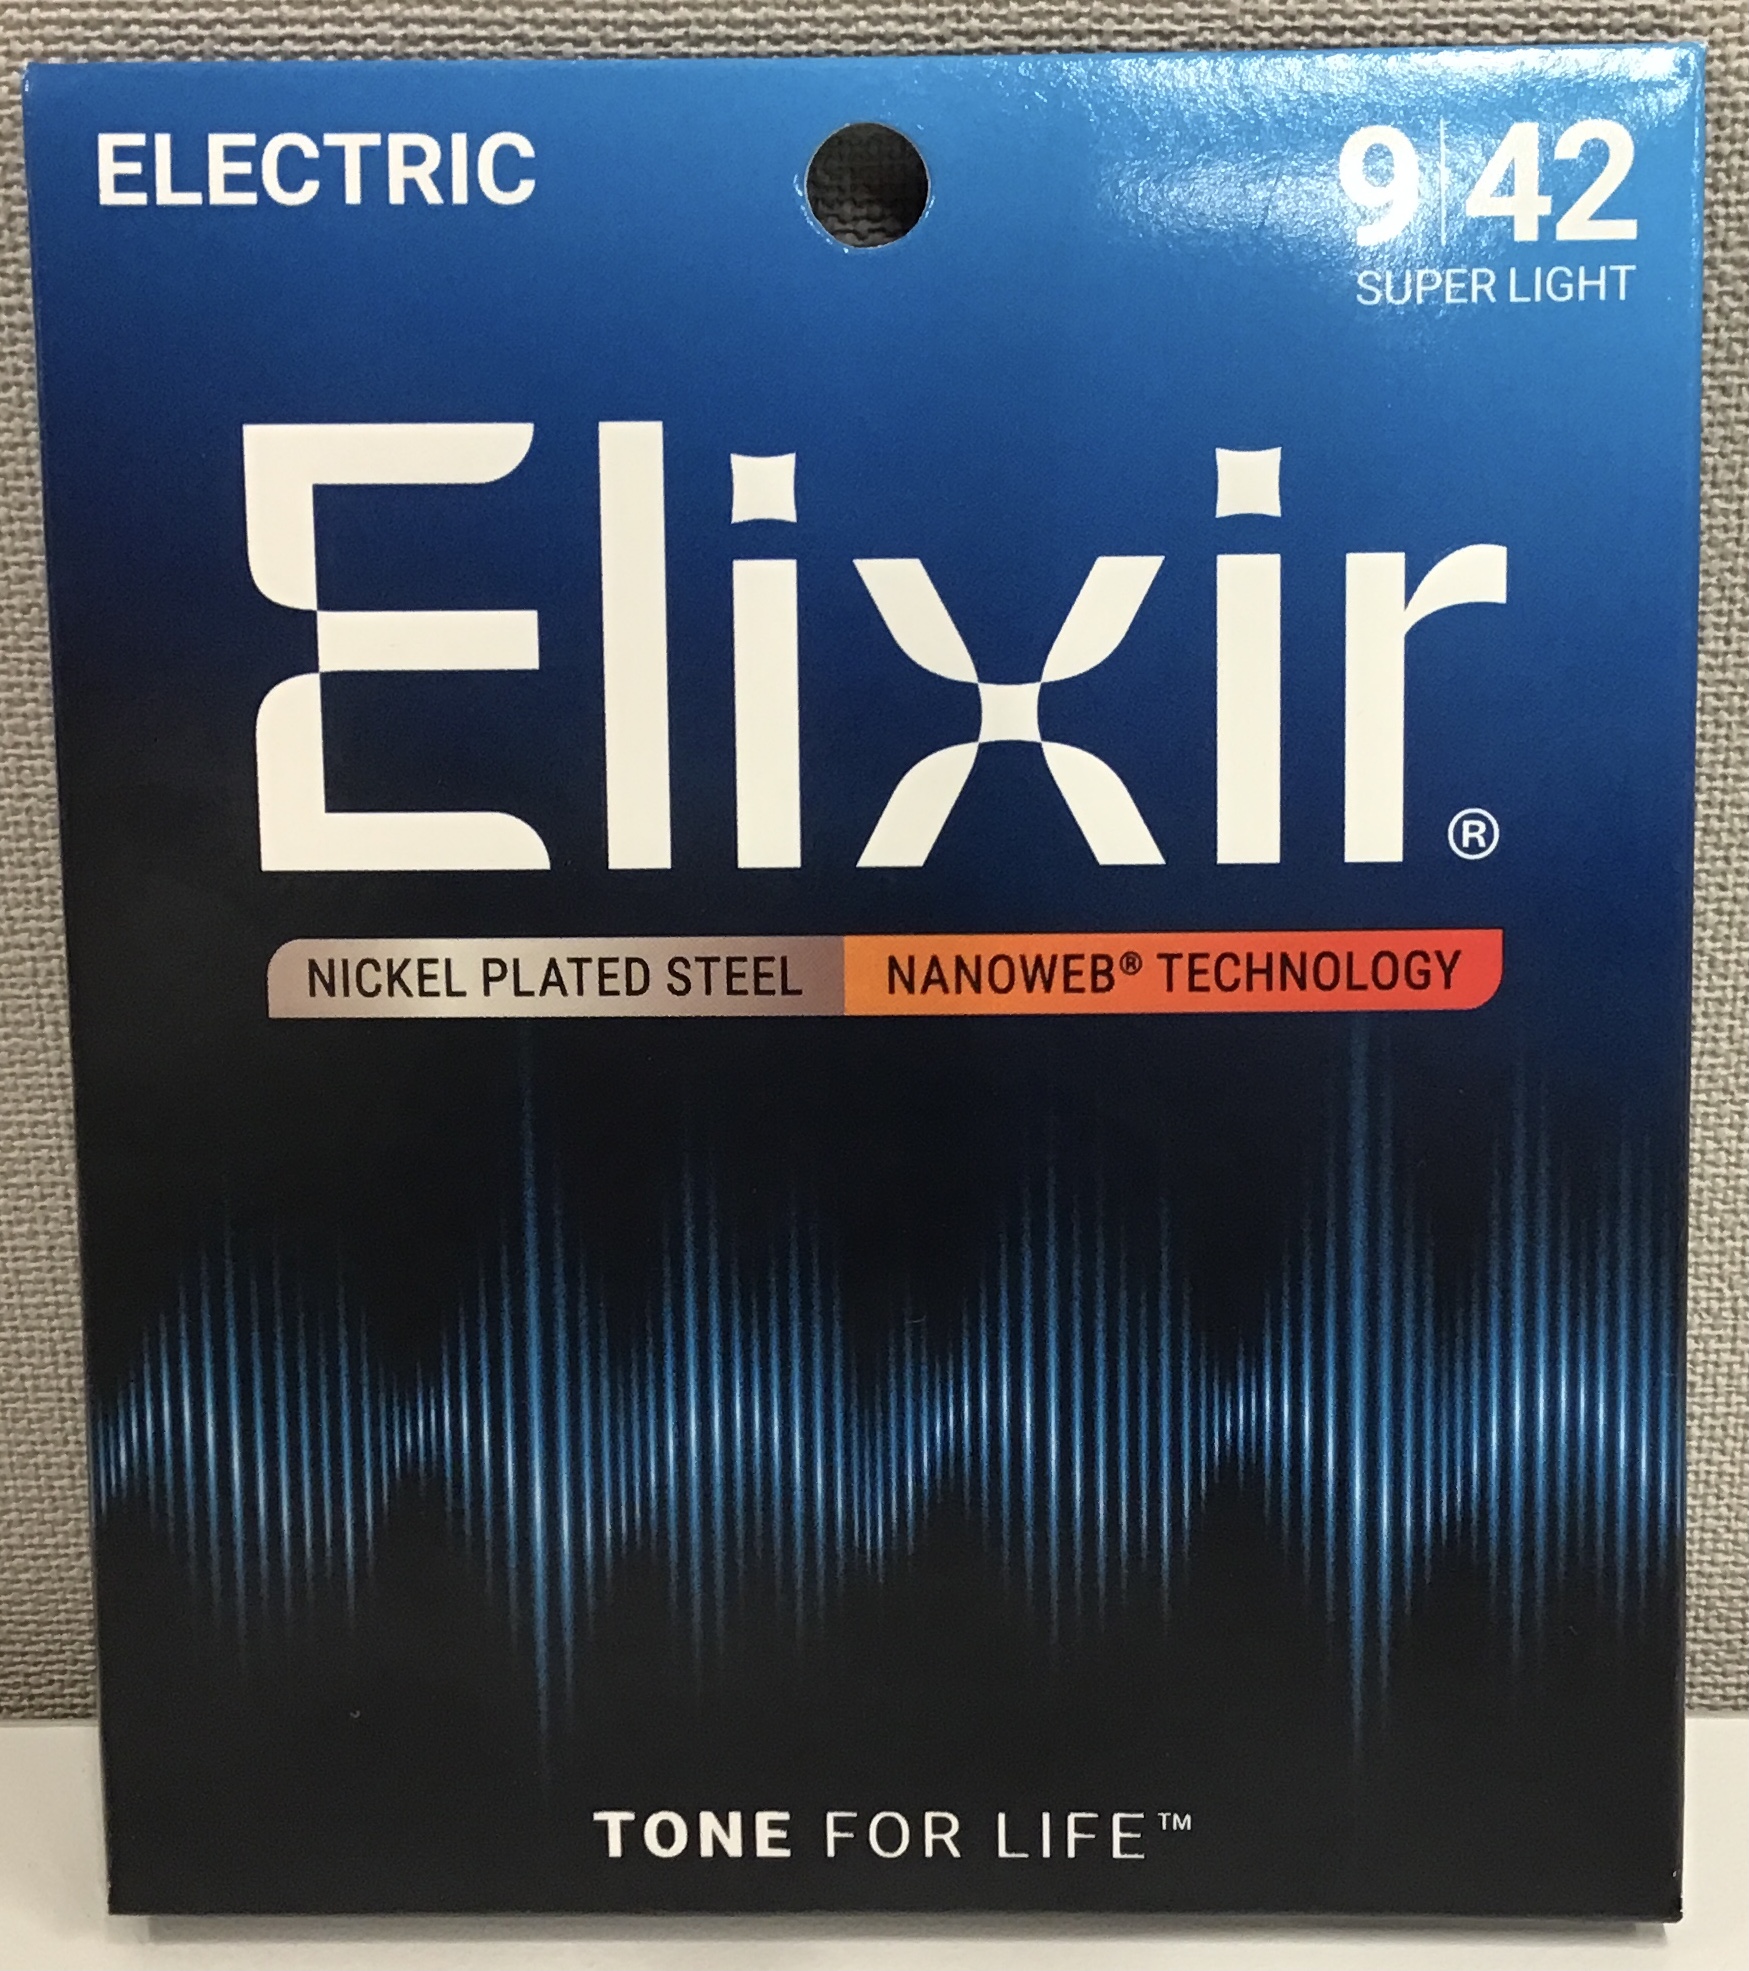 ELECTRIC
9|42
SUPER LIGHT
Elixir®
NICKEL PLATED STEEL NANOWEB® TECHNOLOGY
TONE FOR LIFE™